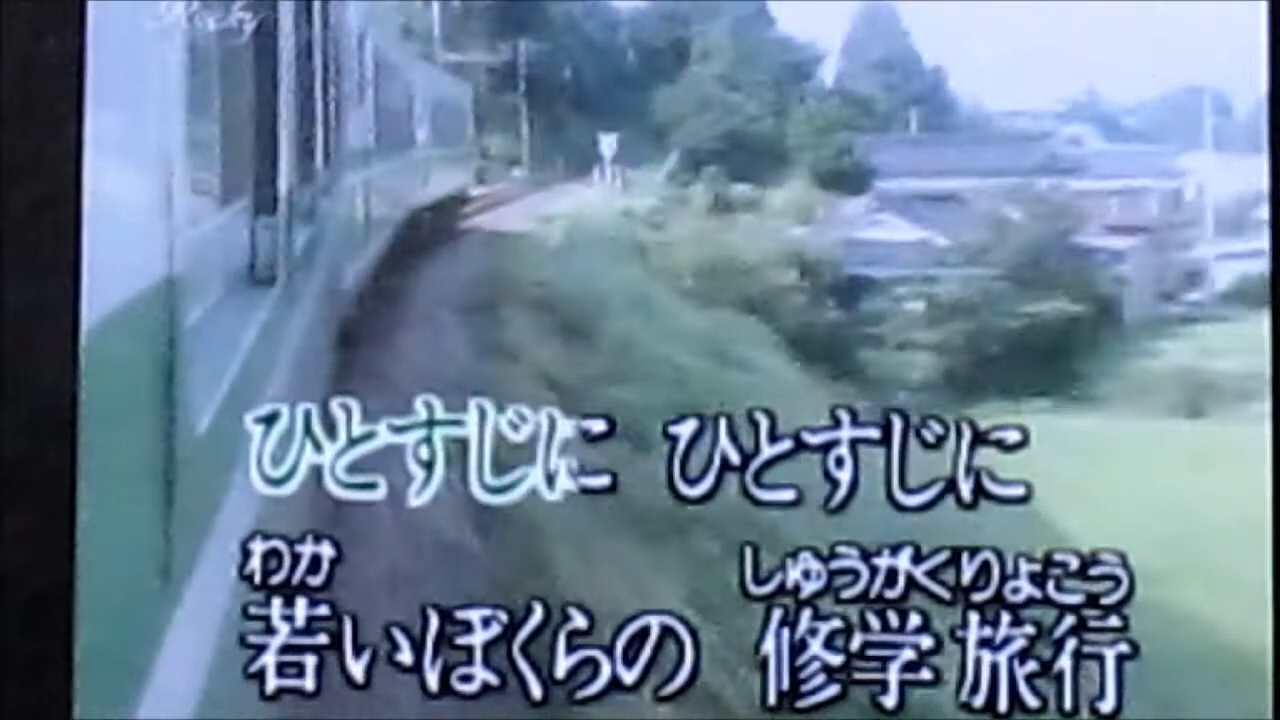 ひとすじに ひとすじに
わか しゅうがくりょこう
若いぼくらの 修学旅行